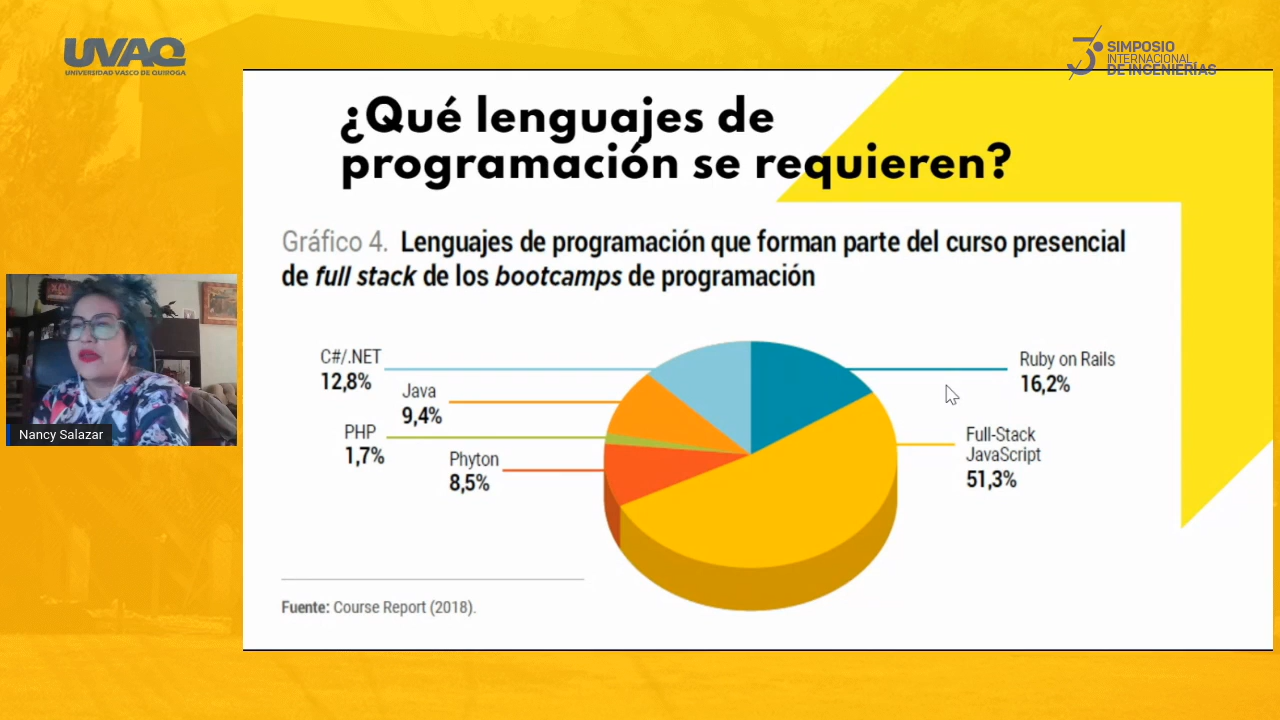 UVAQ
UNIVERSIDAD VASCO DE QUIROGA
3
SIMPOSIO
INTERNACIONAL
DE INGENIERÍAS
¿Qué lenguajes de
programación se requieren?
Gráfico 4. Lenguajes de programación que forman parte del curso presencial
de full stack de los bootcamps de programación
C#/.NET
12,8%
Java
9,4%
PHP
1,7%
Phyton
8,5%
Ruby on Rails
16,2%
Full-Stack
JavaScript
51,3%
Fuente: Course Report (2018).
Nancy Salazar